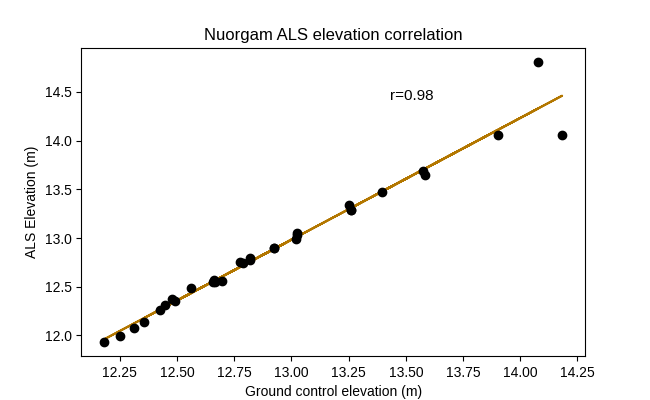 Nuorgam ALS elevation correlation
r=0.98
ALS Elevation (m)
14.5
14.0
13.5
13.0
12.5
12.0
12.25 12.50 12.75 13.00 13.25 13.50 13.75 14.00 14.25
Ground control elevation (m)